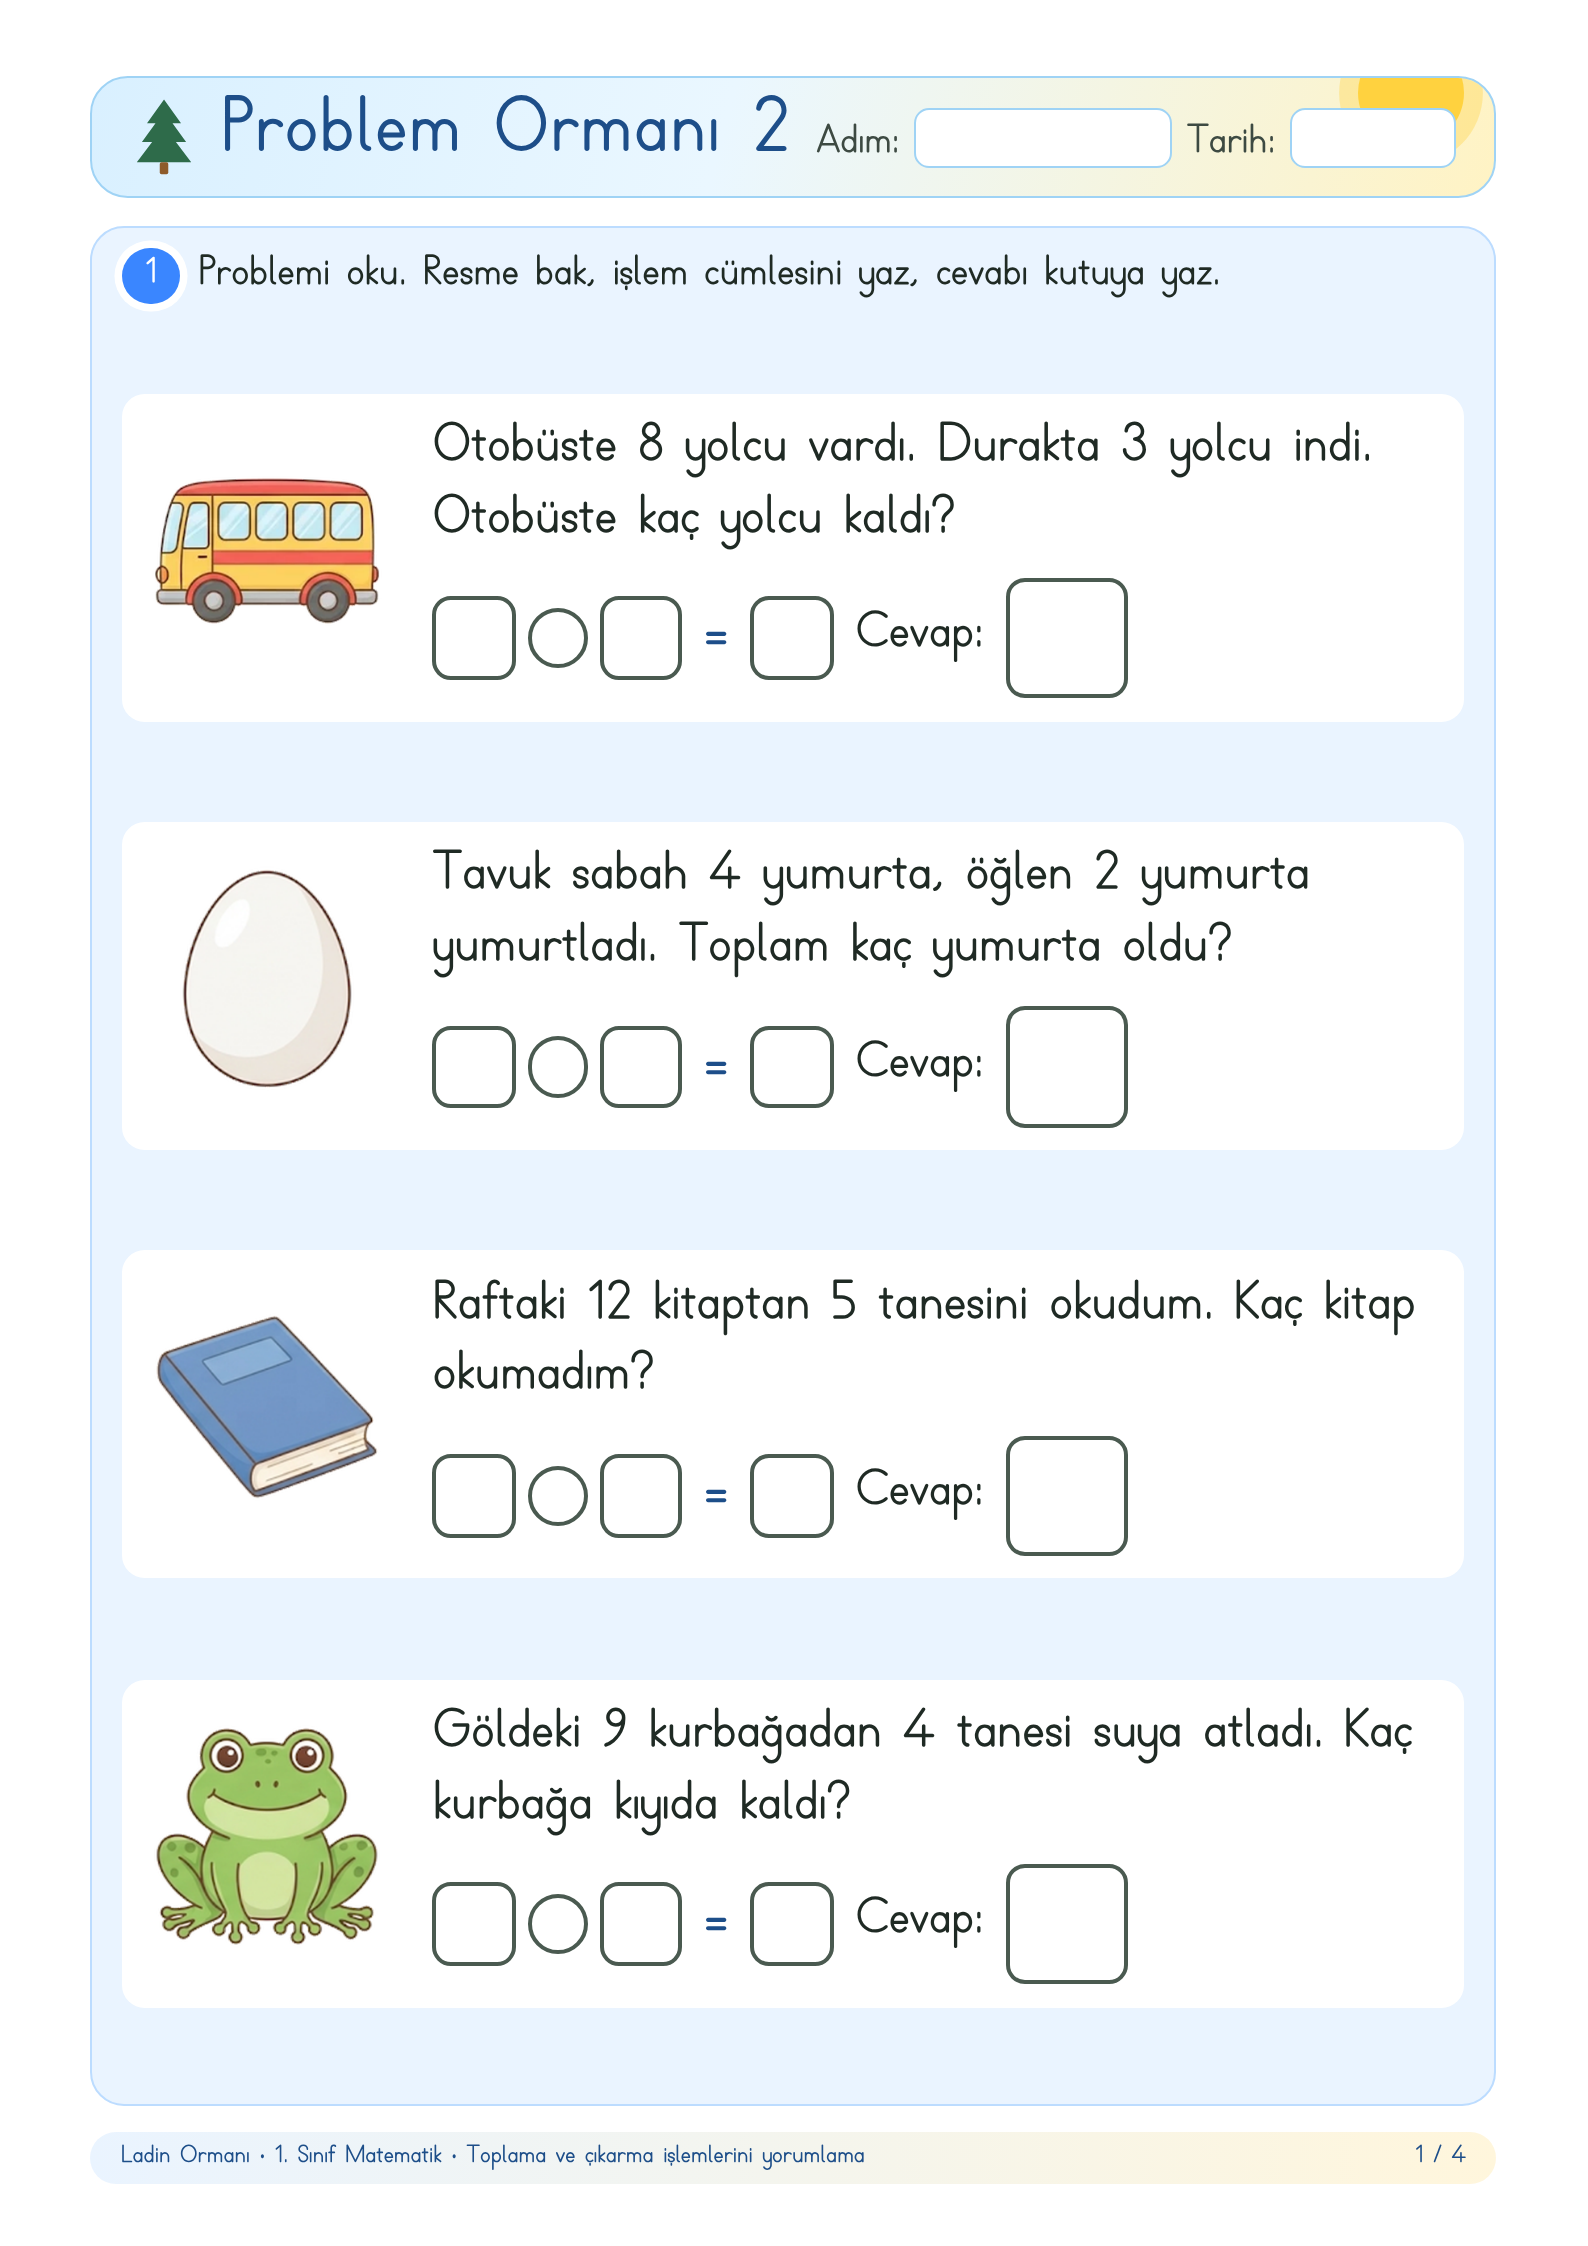 Problem Ormanı 2 Adım: Tarih:
1 Problemi oku. Resme bak, işlem cümlesini yaz, cevabı kutuya yaz.
Otobüste 8 yolcu vardı. Durakta 3 yolcu indi.
Otobüste kaç yolcu kaldı?
= Cevap:
Tavuk sabah 4 yumurta, öğlen 2 yumurta
yumurtladı. Toplam kaç yumurta oldu?
= Cevap:
Raftaki 12 kitaptan 5 tanesini okudum. Kaç kitap
okumadım?
= Cevap:
Göldeki 9 kurbağadan 4 tanesi suya atladı. Kaç
kurbağa kıyıda kaldı?
= Cevap:
Ladin Ormanı • 1. Sınıf Matematik • Toplama ve çıkarma işlemlerini yorumlama 1 / 4